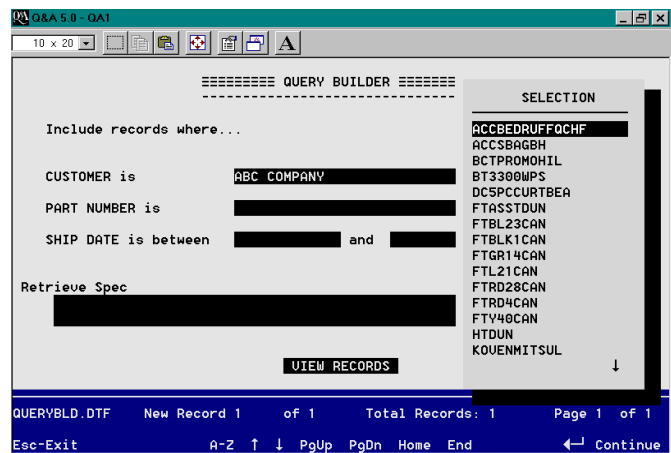 Q&A 5.0 - QA1
10 x 20
A
========= QUERY BUILDER =======
Include records where...
CUSTOMER is ABC COMPANY
PART NUMBER is
SHIP DATE is between and
Retrieve Spec
VIEW RECORDS
SELECTION
ACCBEDRUFFQCHF
ACCSBAGBH
BCTPROMOHIL
BT3300WPS
DC5PCCURTBEA
FTASSTDUN
FTBL23CAN
FTBLK1CAN
FTGR14CAN
FTL21CAN
FTRD28CAN
FTRD4CAN
FTY40CAN
HTDUN
KOVENMITSUL
↓
QUERYBLD.DTF New Record 1 of 1 Total Records: 1 Page 1 of 1
Esc-Exit A-Z ↑ ↓ PgUp PgDn Home End ↵ Continue